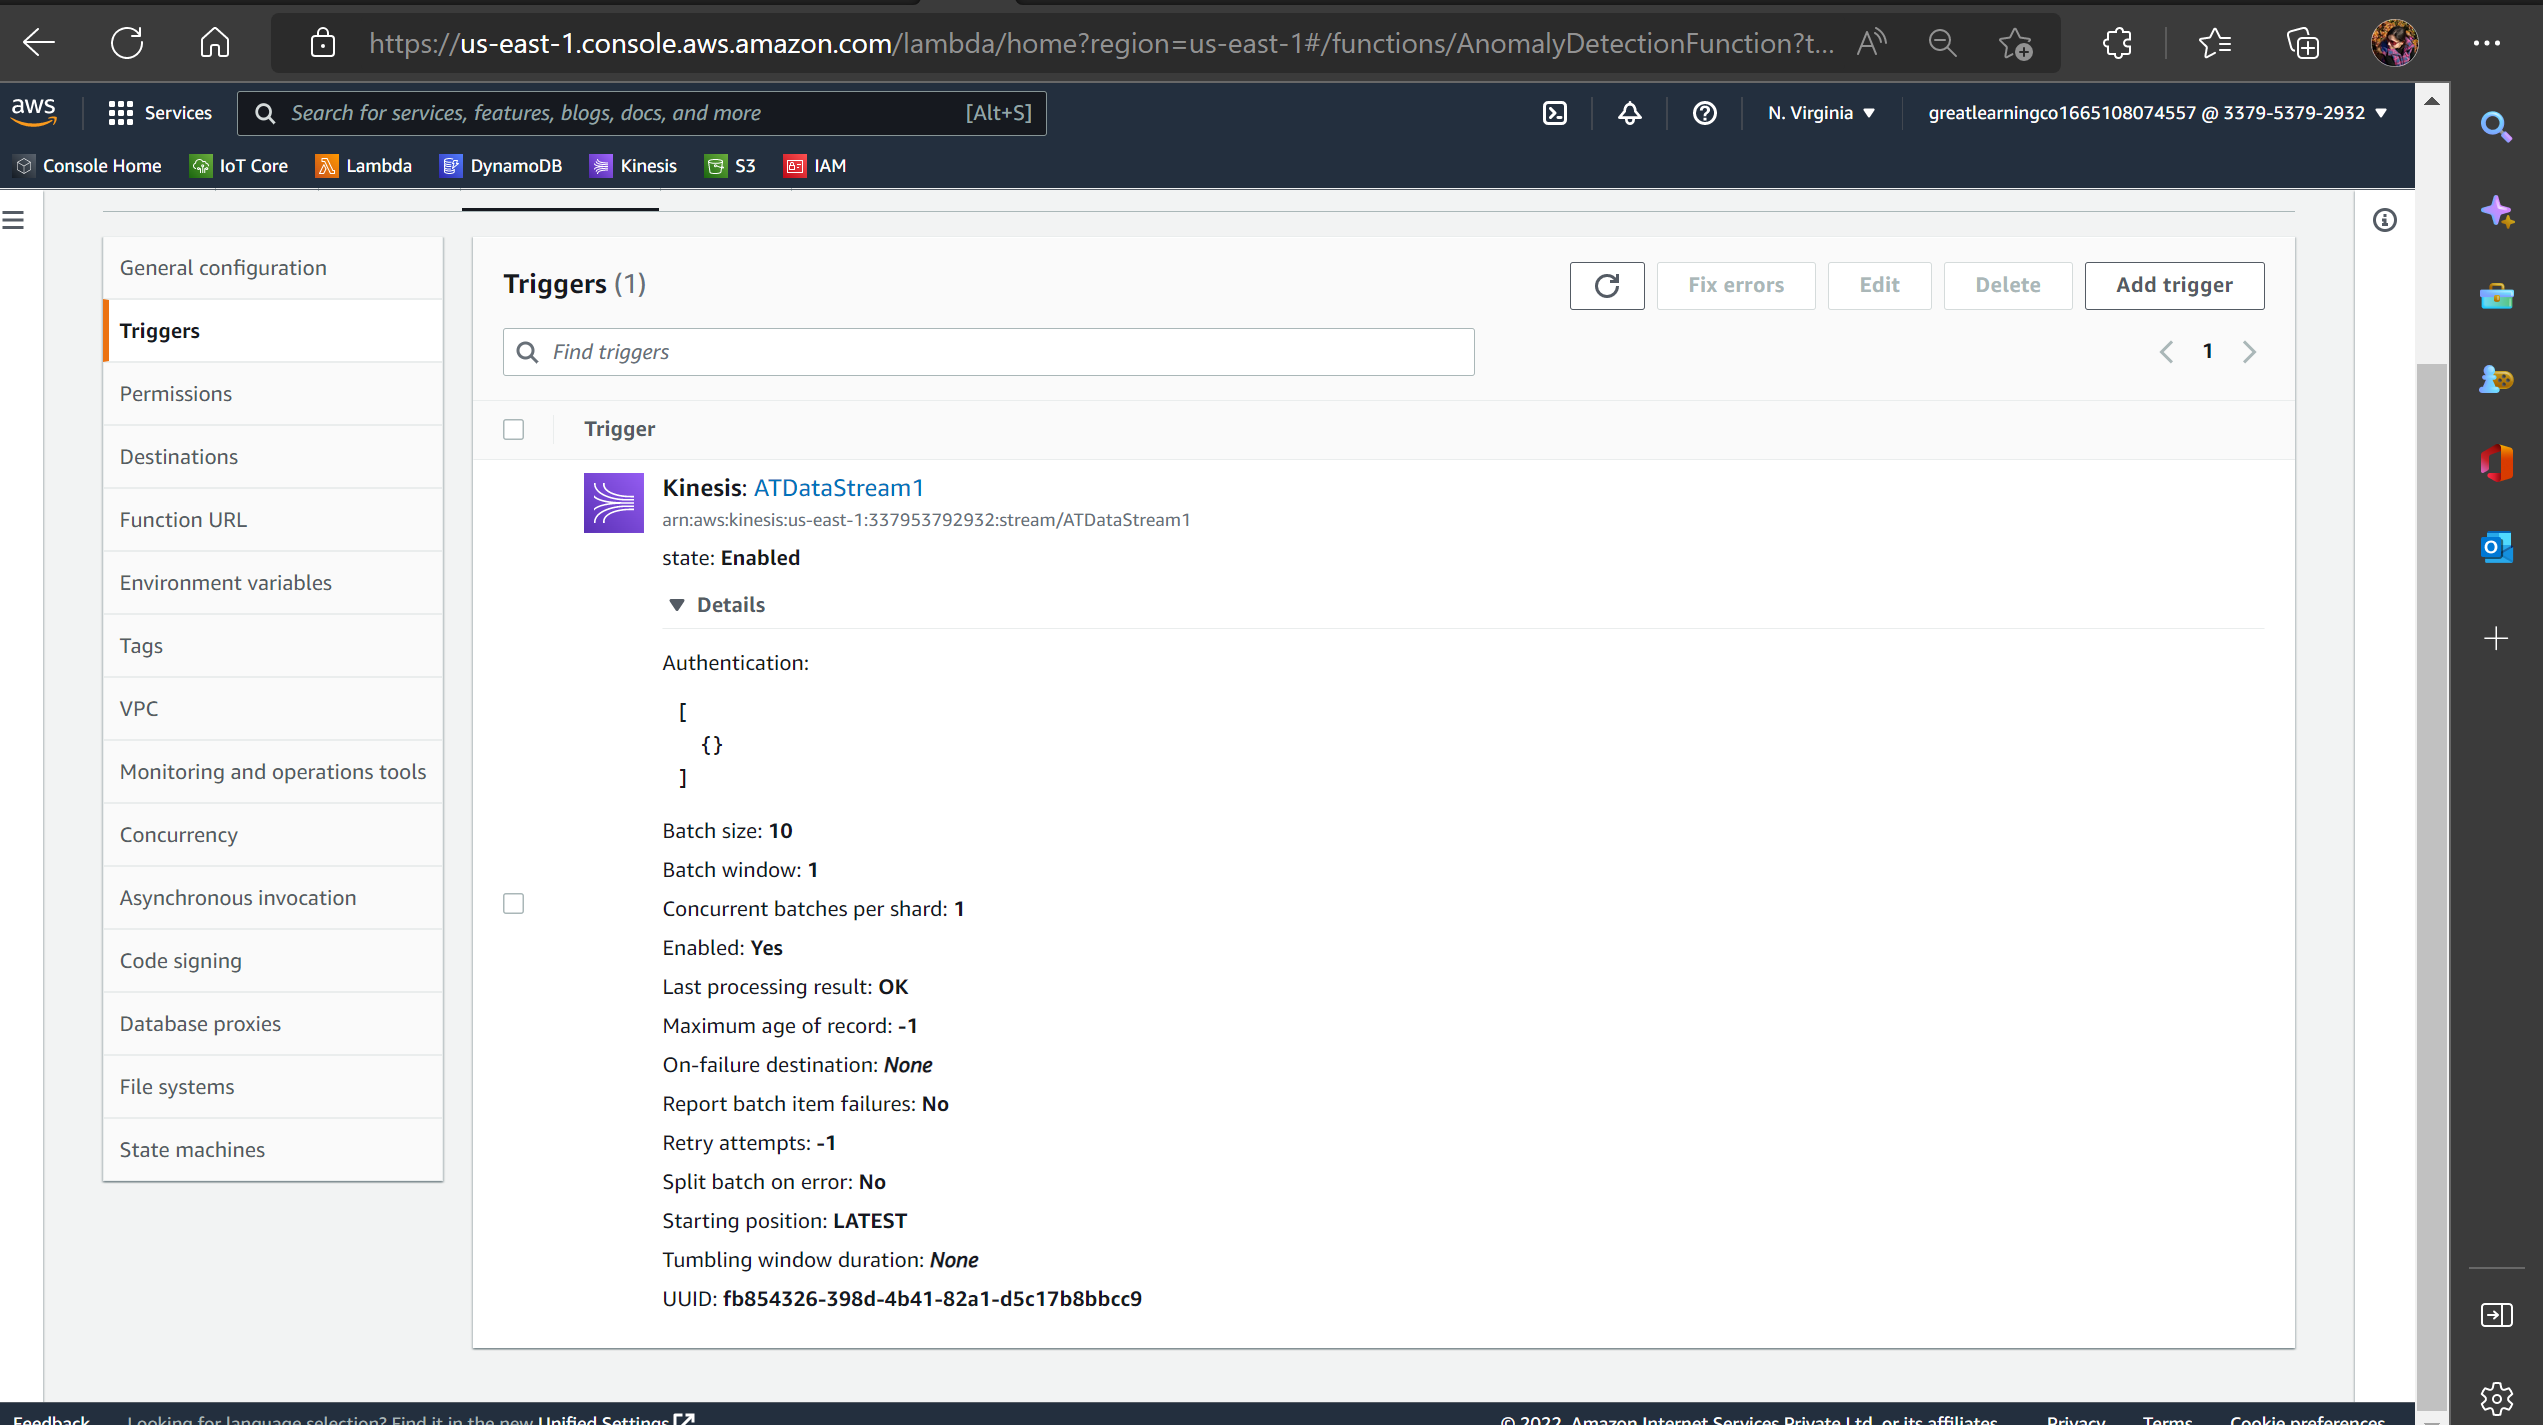 https://us-east-1.console.aws.amazon.com/lambda/home?region=us-east-1#/functions/AnomalyDetectionFunction?t...
aws Services Search for services, features, blogs, docs, and more [Alt+S] N. Virginia greatlearningco1665108074557 @ 3379-5379-2932
Console Home IoT Core Lambda DynamoDB Kinesis S3 IAM
General configuration
Triggers
Permissions
Destinations
Function URL
Environment variables
Tags
VPC
Monitoring and operations tools
Concurrency
Asynchronous invocation
Code signing
Database proxies
File systems
State machines
Triggers (1) Fix errors Edit Delete Add trigger
Find triggers 1
Trigger
Kinesis: ATDataStream1
arn:aws:kinesis:us-east-1:337953792932:stream/ATDataStream1
state: Enabled
Details
Authentication:
[
{}
]
Batch size: 10
Batch window: 1
Concurrent batches per shard: 1
Enabled: Yes
Last processing result: OK
Maximum age of record: -1
On-failure destination: None
Report batch item failures: No
Retry attempts: -1
Split batch on error: No
Starting position: LATEST
Tumbling window duration: None
UUID: fb854326-398d-4b41-82a1-d5c17b8bbcc9
Feedback Looking for language selection? Find it in the new Unified Settings © 2022, Amazon Internet Services Private Ltd. or its affiliates. Privacy Terms Cookie preferences